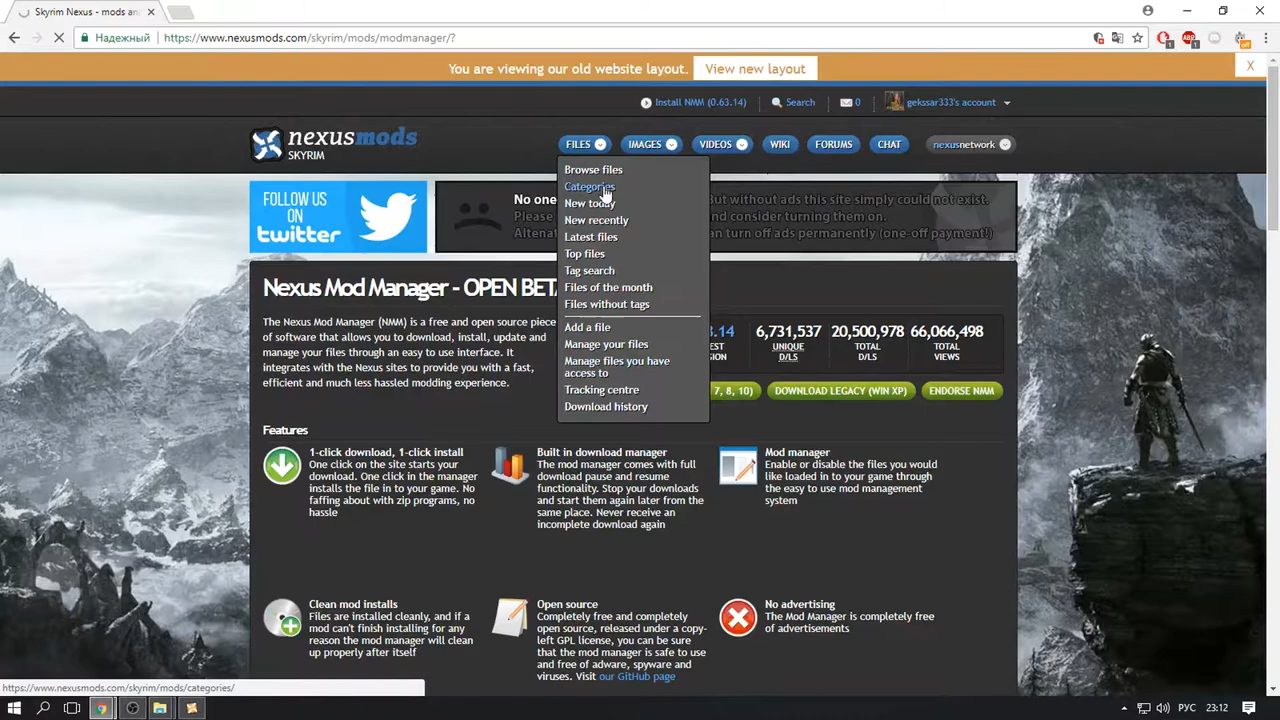 Skyrim Nexus - mods an
Надежный
https://www.nexusmods.com/skyrim/mods/modmanager/?
You are viewing our old website layout.
View new layout
X
Install NMM (0.63.14)
Search
0
gekssar333's account
nexusmods
SKYRIM
FILES
IMAGES
VIDEOS
WIKI
FORUMS
CHAT
nexusnetwork
Browse files
Categories
New today
New recently
Latest files
Top files
Tag search
Files of the month
Files without tags
Add a file
Manage your files
Manage files you have
access to
Tracking centre
Download history
FOLLOW US
ON
twitter
No one
Please
Altenat
But without ads this site simply could not exist.
and consider turning them on.
an turn off ads permanently (one-off payment!)
Nexus Mod Manager - OPEN BET
The Nexus Mod Manager (NMM) is a free and open source piece
of software that allows you to download, install, update and
manage your files through an easy to use interface. It
integrates with the Nexus sites to provide you with a fast,
efficient and much less hassled modding experience.
3.14
6,731,537
20,500,978
66,066,498
EST
UNIQUE
TOTAL
TOTAL
ION
D/LS
D/LS
VIEWS
7, 8, 10)
DOWNLOAD LEGACY (WIN XP)
ENDORSE NMM
Features
1-click download, 1-click install
One click on the site starts your
download. One click in the manager
installs the file in to your game. No
faffing about with zip programs, no
hassle
Built in download manager
The mod manager comes with full
download pause and resume
functionality. Stop your downloads
and start them again later from the
same place. Never receive an
incomplete download again
Mod manager
Enable or disable the files you would
like loaded in to your game through
the easy to use mod management
system
Clean mod installs
Files are installed cleanly, and if a
mod can't finish installing for any
reason the mod manager will clean
up properly after itself
Open source
Completely free and completely
open source, released under a copy-
left GPL license, you can be sure
that the mod manager is safe to use
and free of adware, spyware and
viruses. Visit our GitHub page
No advertising
The Mod Manager is completely free
of advertisements
https://www.nexusmods.com/skyrim/mods/categories/
РУС
23:12